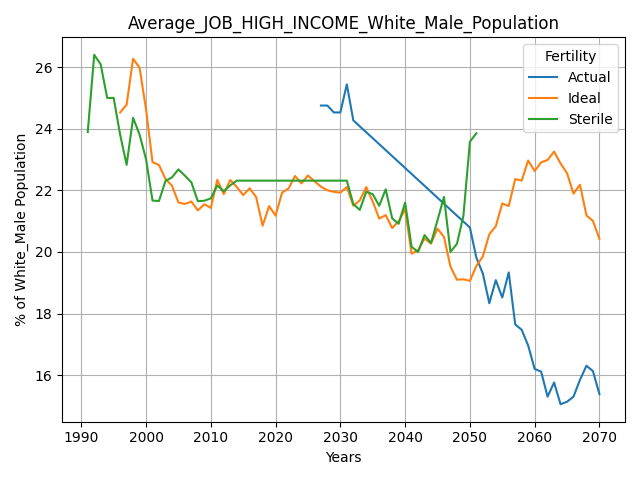 Average_JOB_HIGH_INCOME_White_Male_Population
Fertility
Actual
Ideal
Sterile
% of White_Male Population
26
24
22
20
18
16
1990 2000 2010 2020 2030 2040 2050 2060 2070
Years